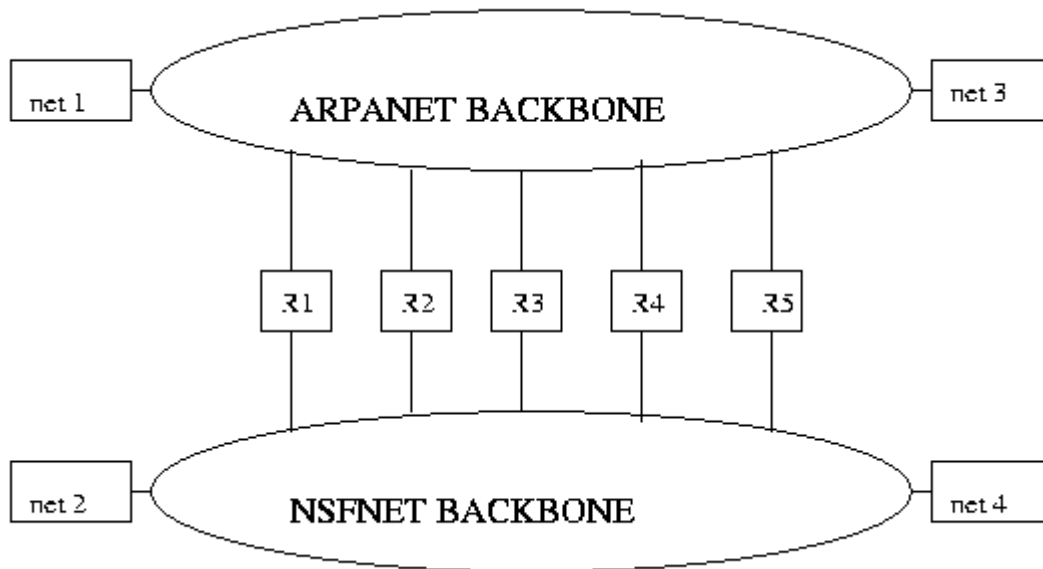 net 1
ARPANET BACKBONE
net 3
R1 R2 R3 R4 R5
net 2
NSFNET BACKBONE
net 4